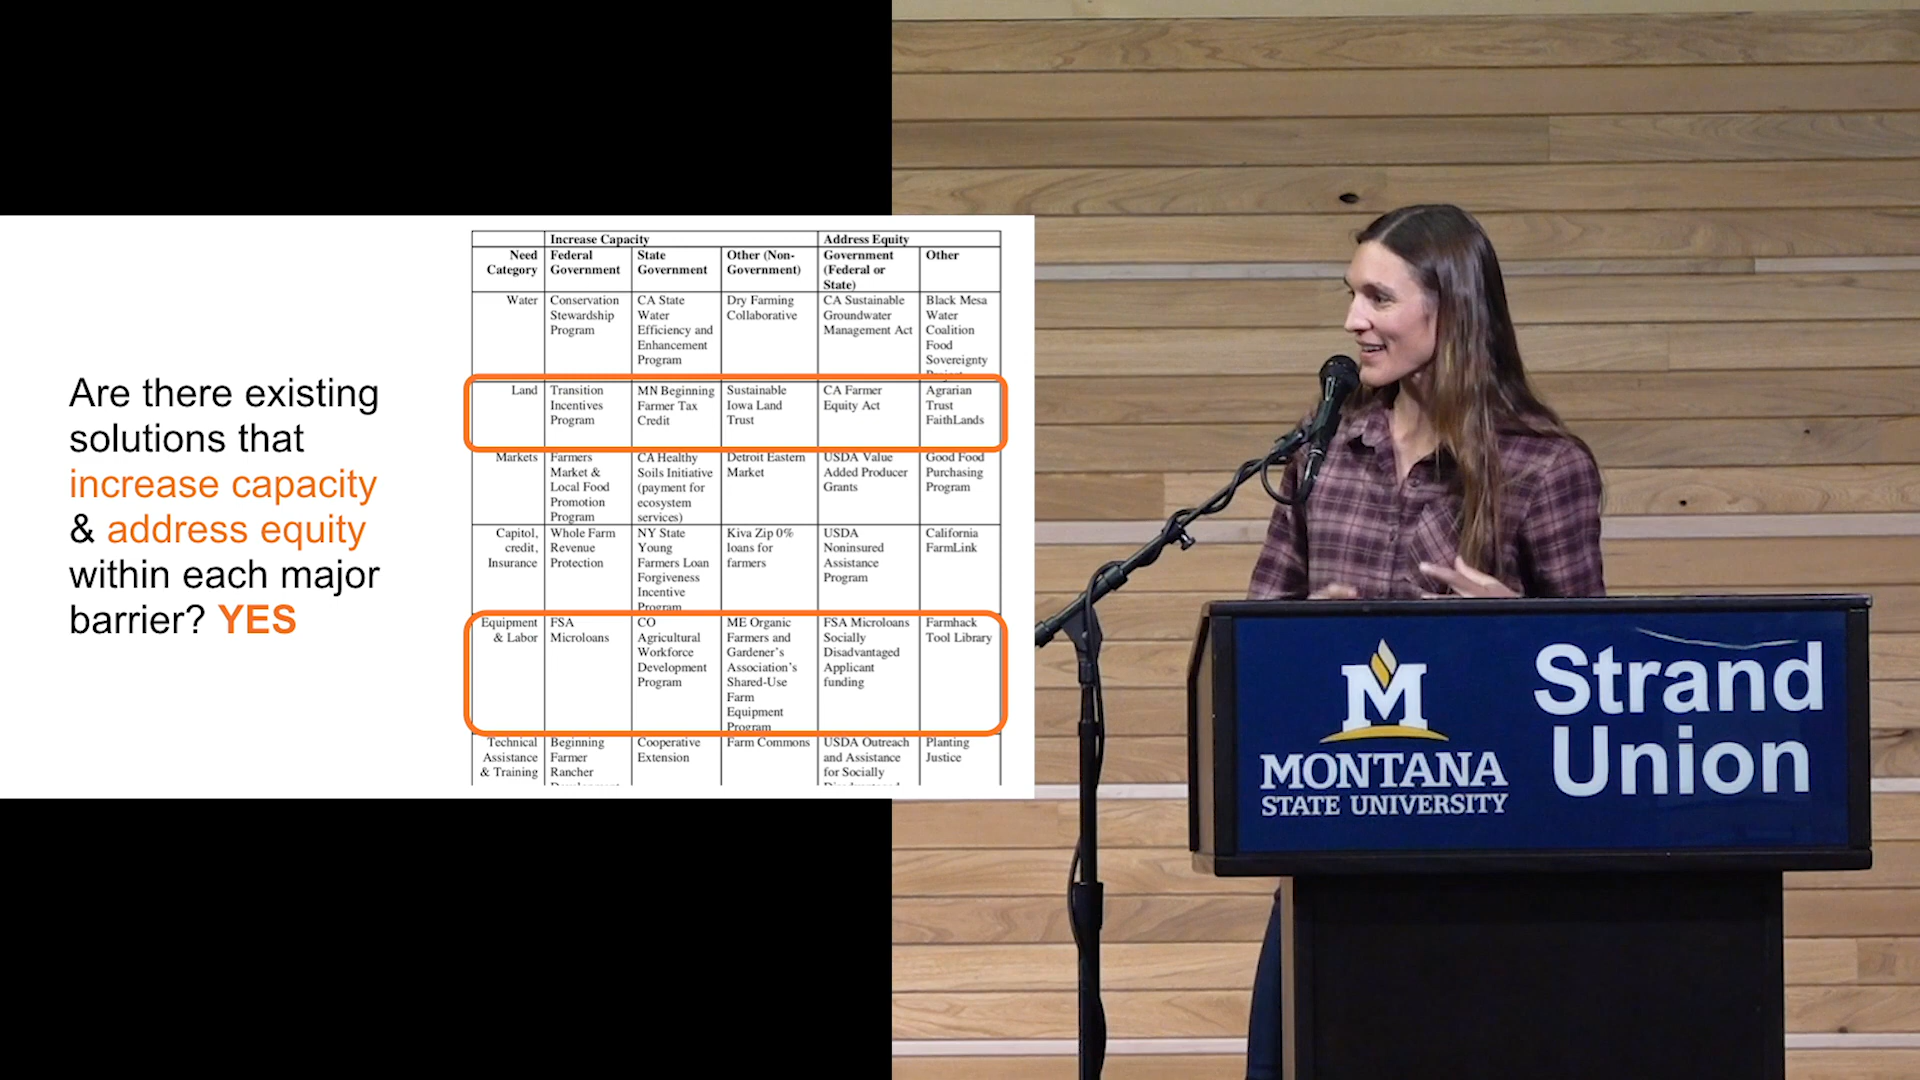 Are there existing
solutions that
increase capacity
& address equity
within each major
barrier? YES
Increase Capacity
Address Equity
Need
Category
Federal
Government
State
Government
Other (Non-
Government)
Government
(Federal or
State)
Other
Water
Conservation
Stewardship
Program
CA State
Water
Efficiency and
Enhancement
Program
Dry Farming
Collaborative
CA Sustainable
Groundwater
Management Act
Black Mesa
Water
Coalition
Food
Sovereignty
Land
Transition
Incentives
Program
MN Beginning
Farmer Tax
Credit
Sustainable
Iowa Land
Trust
CA Farmer
Equity Act
Agrarian
Trust
FaithLands
Markets
Farmers
Market &
Local Food
Promotion
Program
CA Healthy
Soils Initiative
(payment for
ecosystem
services)
Detroit Eastern
Market
USDA Value
Added Producer
Grants
Good Food
Purchasing
Program
Capitol,
credit,
Insurance
Whole Farm
Revenue
Protection
NY State
Young
Farmers Loan
Forgiveness
Incentive
Program
Kiva Zip 0%
loans for
farmers
USDA
Noninsured
Assistance
Program
California
FarmLink
Equipment
& Labor
FSA
Microloans
CO
Agricultural
Workforce
Development
Program
ME Organic
Farmers and
Gardener's
Association's
Shared-Use
Farm
Equipment
Program
FSA Microloans
Socially
Disadvantaged
Applicant
funding
Farmhack
Tool Library
Technical
Assistance
& Training
Beginning
Farmer
Rancher
Cooperative
Extension
Farm Commons
USDA Outreach
and Assistance
for Socially
Planting
Justice
M
MONTANA
STATE UNIVERSITY
Strand
Union